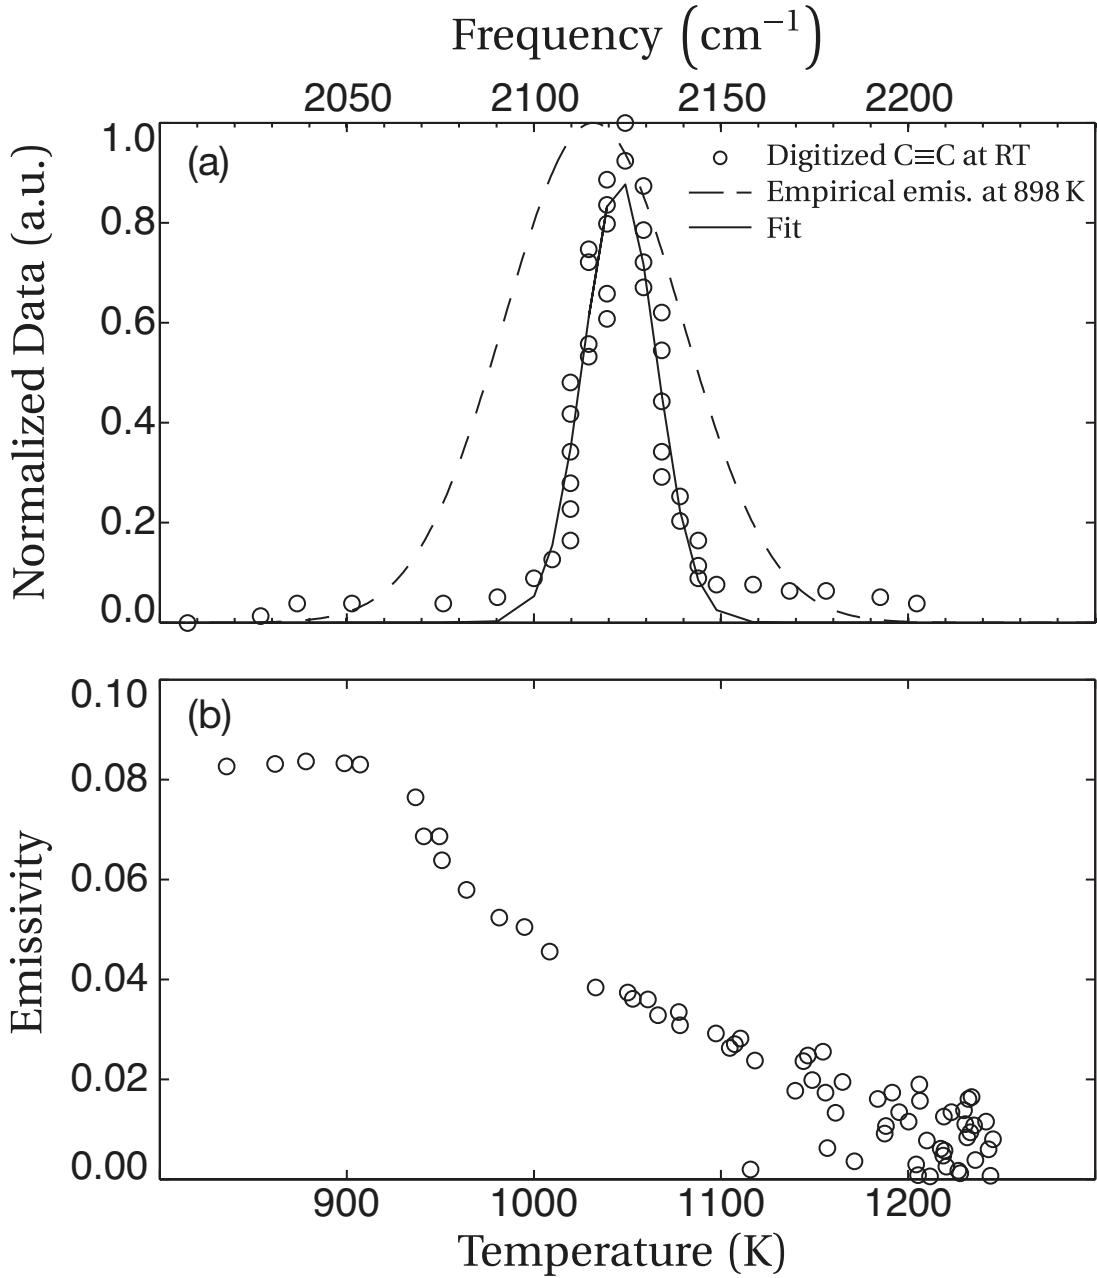 Frequency (cm⁻¹)
2050 2100 2150 2200
1.0
(a)
Digitized C≡C at RT
Empirical emis. at 898 K
Fit
0.8
0.6
0.4
0.2
0.0
Normalized Data (a.u.)
0.10
(b)
0.08
0.06
0.04
0.02
0.00
Emissivity
900 1000 1100 1200
Temperature (K)